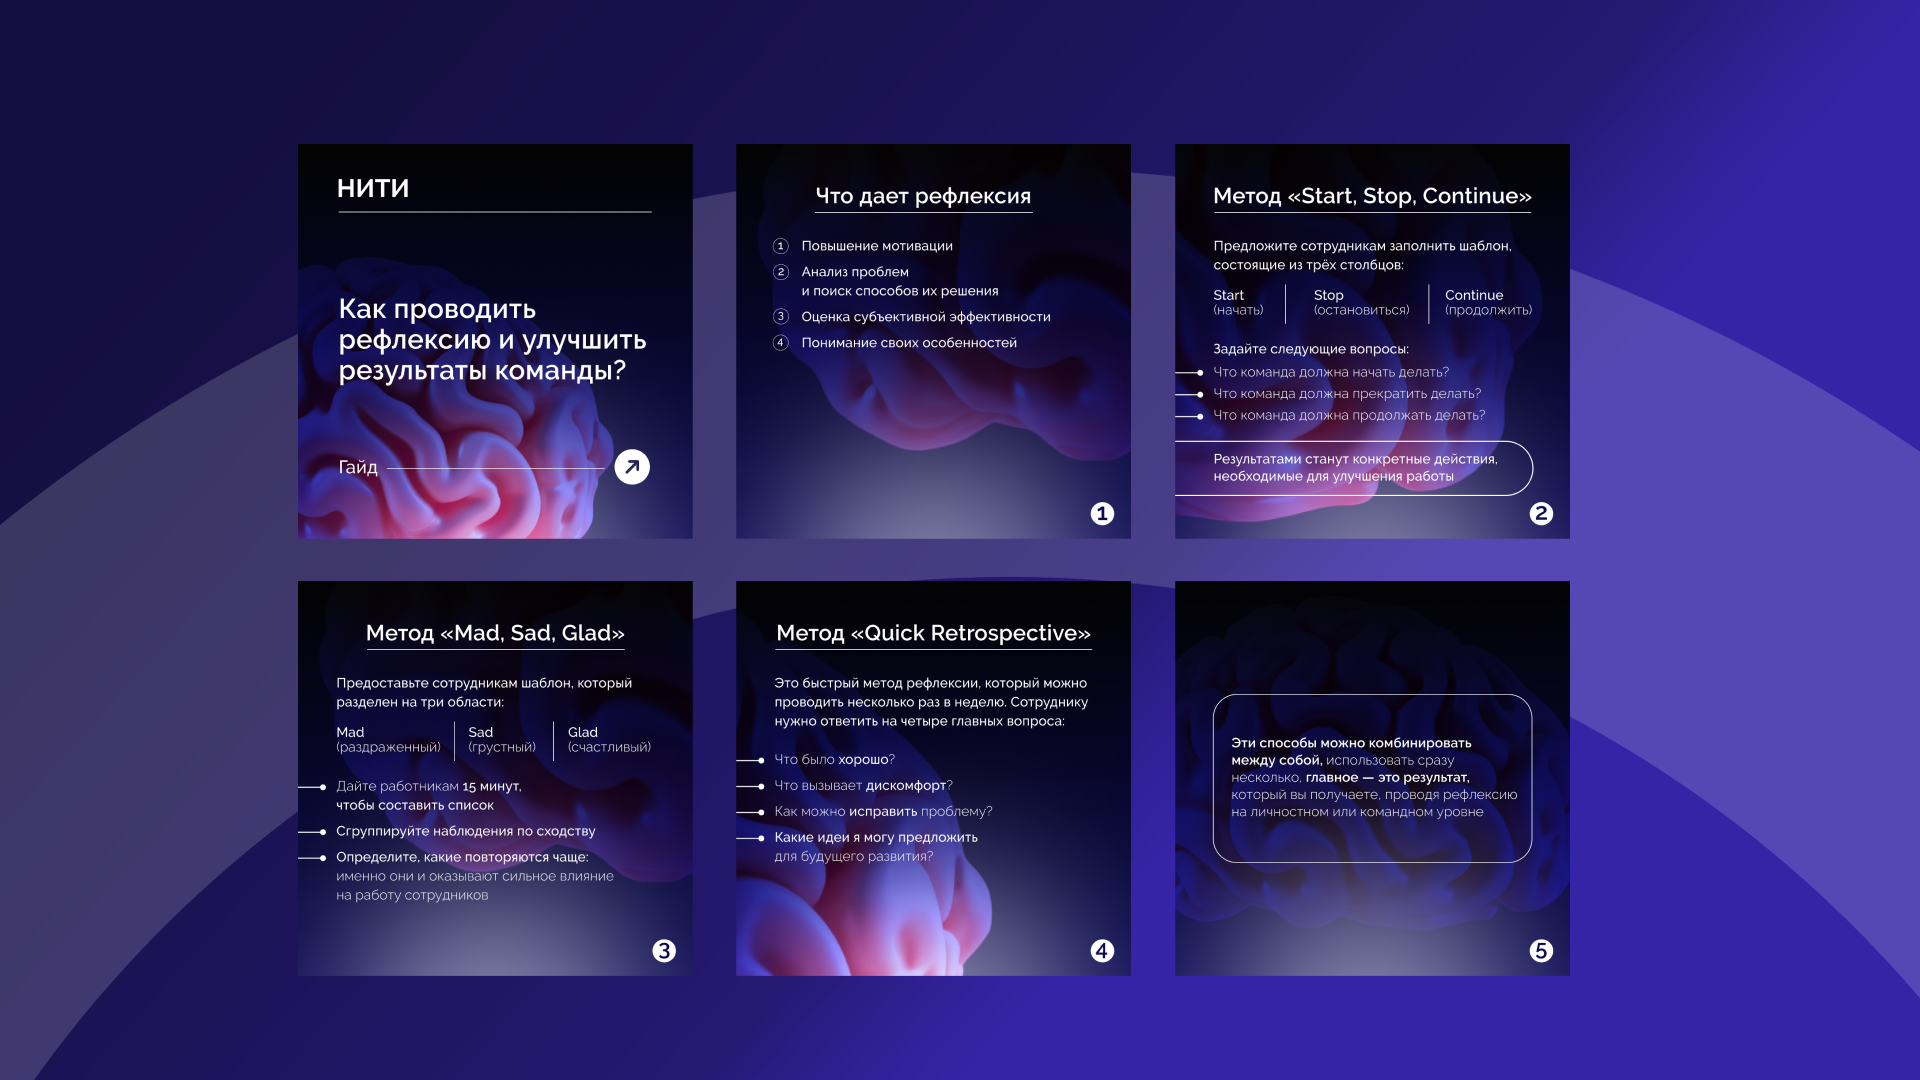 НИТИ
Как проводить
рефлексию и улучшить
результаты команды?
Гайд
Что дает рефлексия
1 Повышение мотивации
2 Анализ проблем
и поиск способов их решения
3 Оценка субъективной эффективности
4 Понимание своих особенностей
1
Метод «Start, Stop, Continue»
Предложите сотрудникам заполнить шаблон,
состоящие из трёх столбцов:
Start Stop Continue
(начать) (остановиться) (продолжить)
Задайте следующие вопросы:
Что команда должна начать делать?
Что команда должна прекратить делать?
Что команда должна продолжать делать?
Результатами станут конкретные действия,
необходимые для улучшения работы
2
Метод «Mad, Sad, Glad»
Предоставьте сотрудникам шаблон, который
разделен на три области:
Mad Sad Glad
(раздраженный) (грустный) (счастливый)
Дайте работникам 15 минут,
чтобы составить список
Сгруппируйте наблюдения по сходству
Определите, какие повторяются чаще:
именно они и оказывают сильное влияние
на работу сотрудников
3
Метод «Quick Retrospective»
Это быстрый метод рефлексии, который можно
проводить несколько раз в неделю. Сотруднику
нужно ответить на четыре главных вопроса:
Что было хорошо?
Что вызывает дискомфорт?
Как можно исправить проблему?
Какие идеи я могу предложить
для будущего развития?
4
Эти способы можно комбинировать
между собой, использовать сразу
несколько, главное — это результат,
который вы получаете, проводя рефлексию
на личностном или командном уровне
5